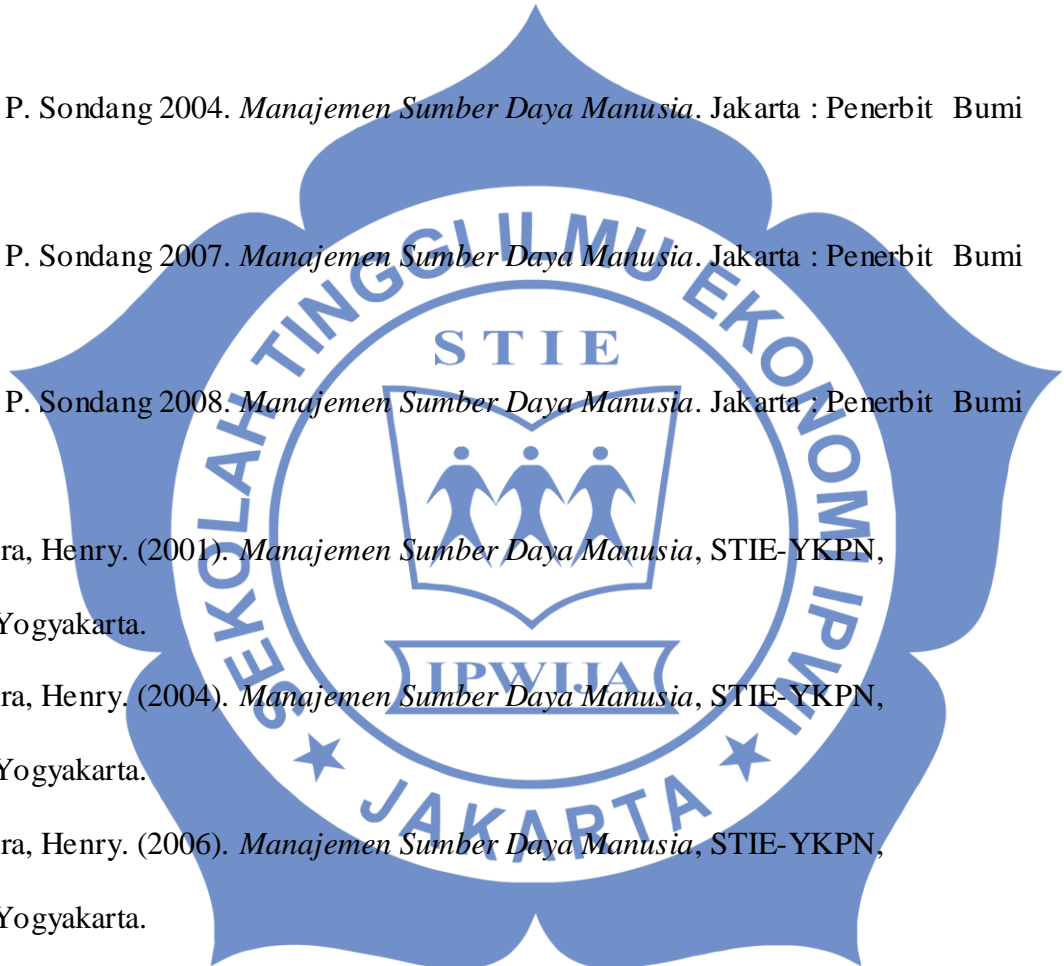 P. Sondang 2004. Manajemen Sumber Daya Manusia. Jakarta : Penerbit Bumi
P. Sondang 2007. Manajemen Sumber Daya Manusia. Jakarta : Penerbit Bumi
P. Sondang 2008. Manajemen Sumber Daya Manusia. Jakarta : Penerbit Bumi
ra, Henry. (2001). Manajemen Sumber Daya Manusia, STIE-YKPN,
Yogyakarta.
ra, Henry. (2004). Manajemen Sumber Daya Manusia, STIE-YKPN,
Yogyakarta.
ra, Henry. (2006). Manajemen Sumber Daya Manusia, STIE-YKPN,
Yogyakarta.
SEKOLAH TINGGI ILMU EKONOMI IPWI
STIE
IPWIJA
JAKARTA